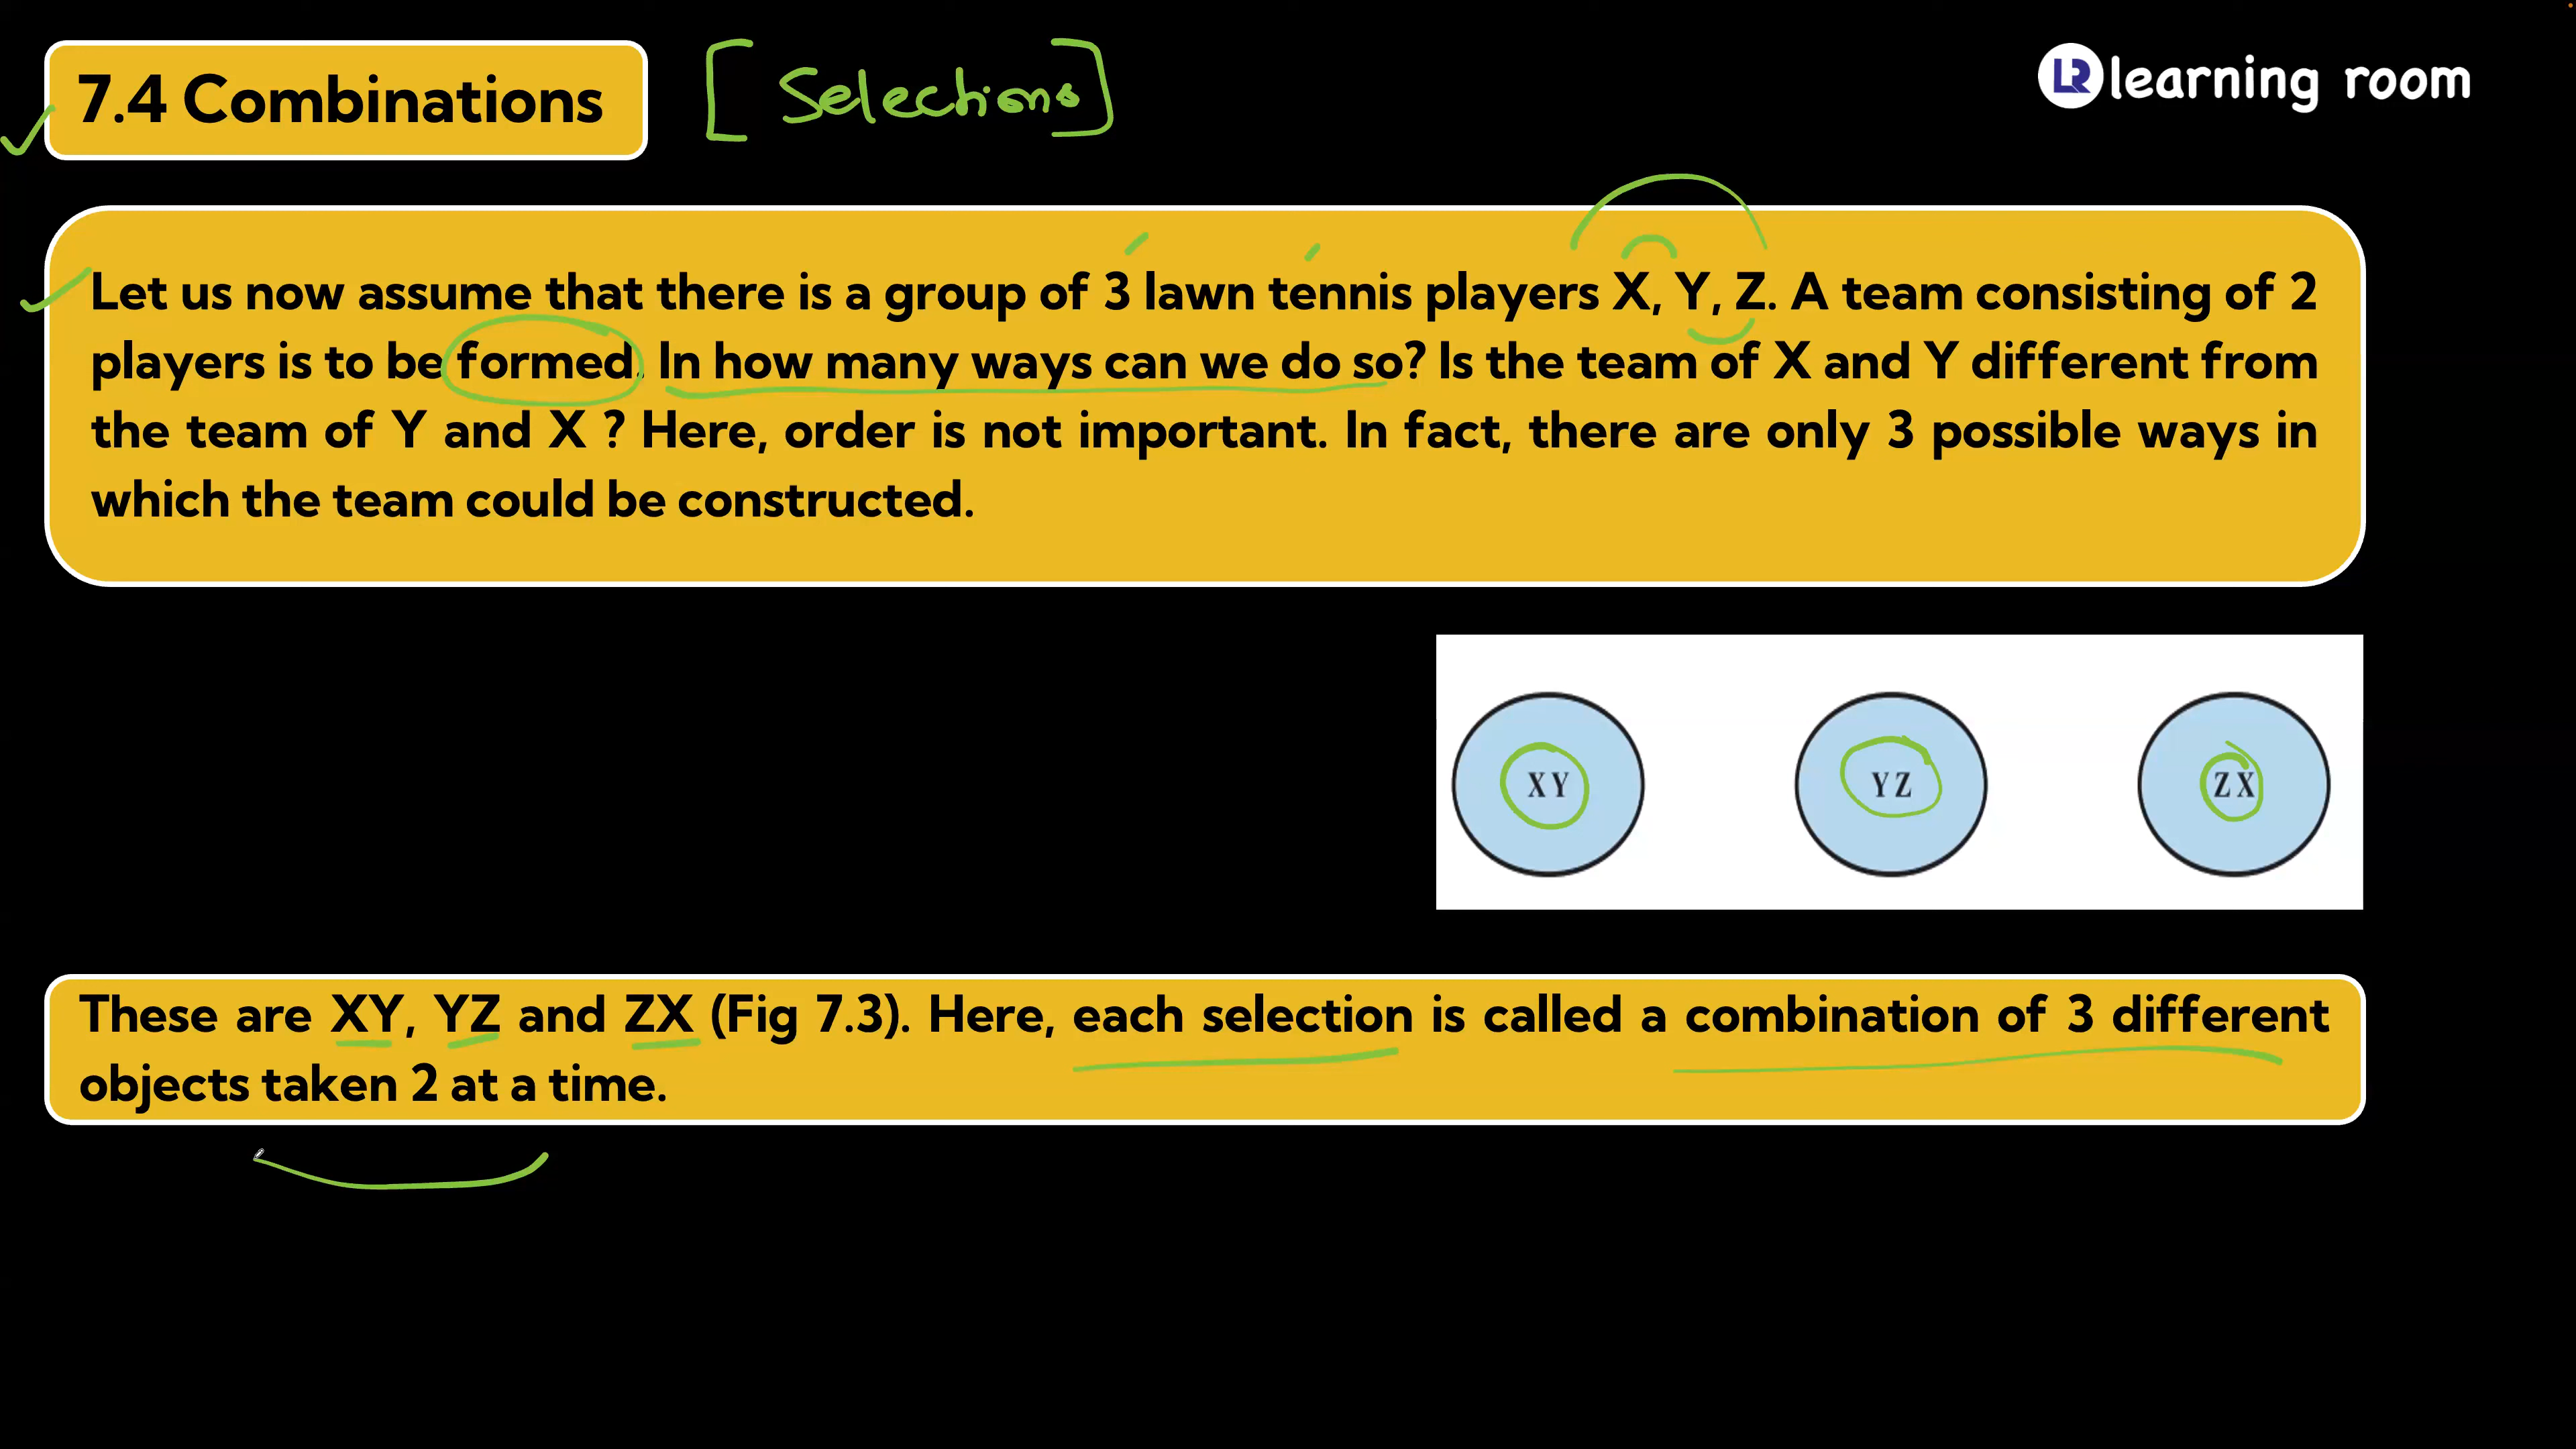 7.4 Combinations
[Selections]
LR learning room
Let us now assume that there is a group of 3 lawn tennis players X, Y, Z. A team consisting of 2
players is to be formed. In how many ways can we do so? Is the team of X and Y different from
the team of Y and X ? Here, order is not important. In fact, there are only 3 possible ways in
which the team could be constructed.
X Y
Y Z
Z X
These are XY, YZ and ZX (Fig 7.3). Here, each selection is called a combination of 3 different
objects taken 2 at a time.